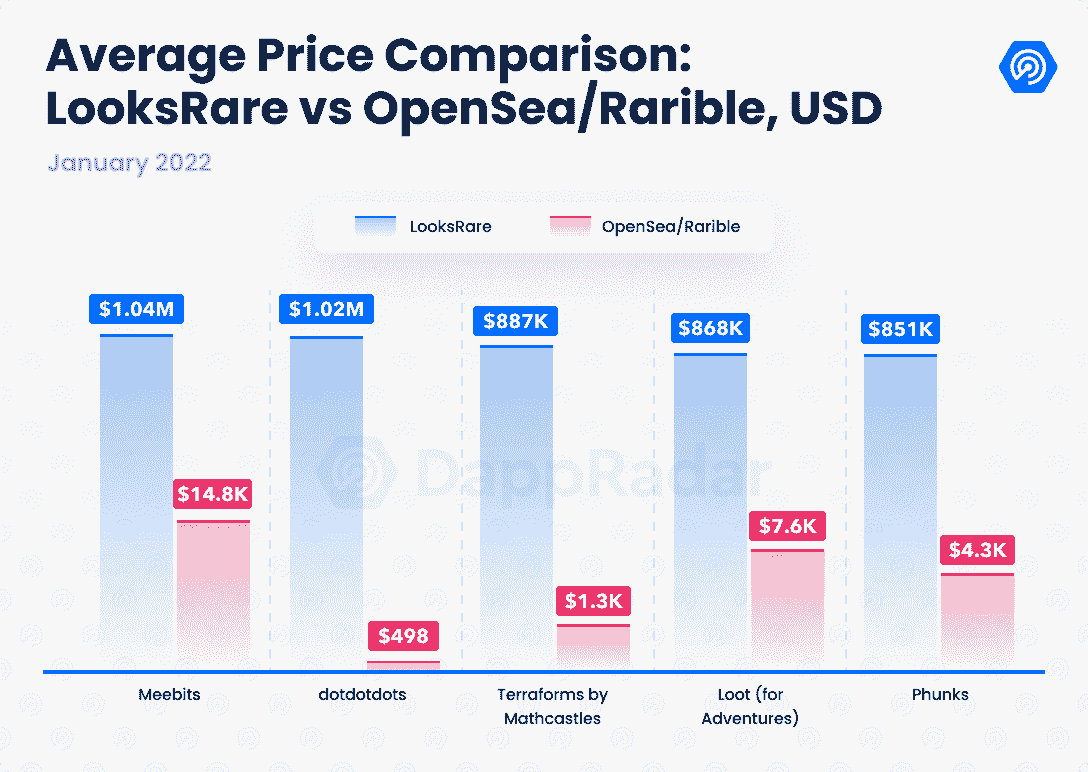 Average Price Comparison:
LooksRare vs OpenSea/Rarible, USD
January 2022
LooksRare
OpenSea/Rarible
$1.04M
$14.8K
$1.02M
$498
$887K
$1.3K
$868K
$7.6K
$851K
$4.3K
DappRadar
Meebits
dotdotdots
Terraforms by
Mathcastles
Loot (for
Adventures)
Phunks